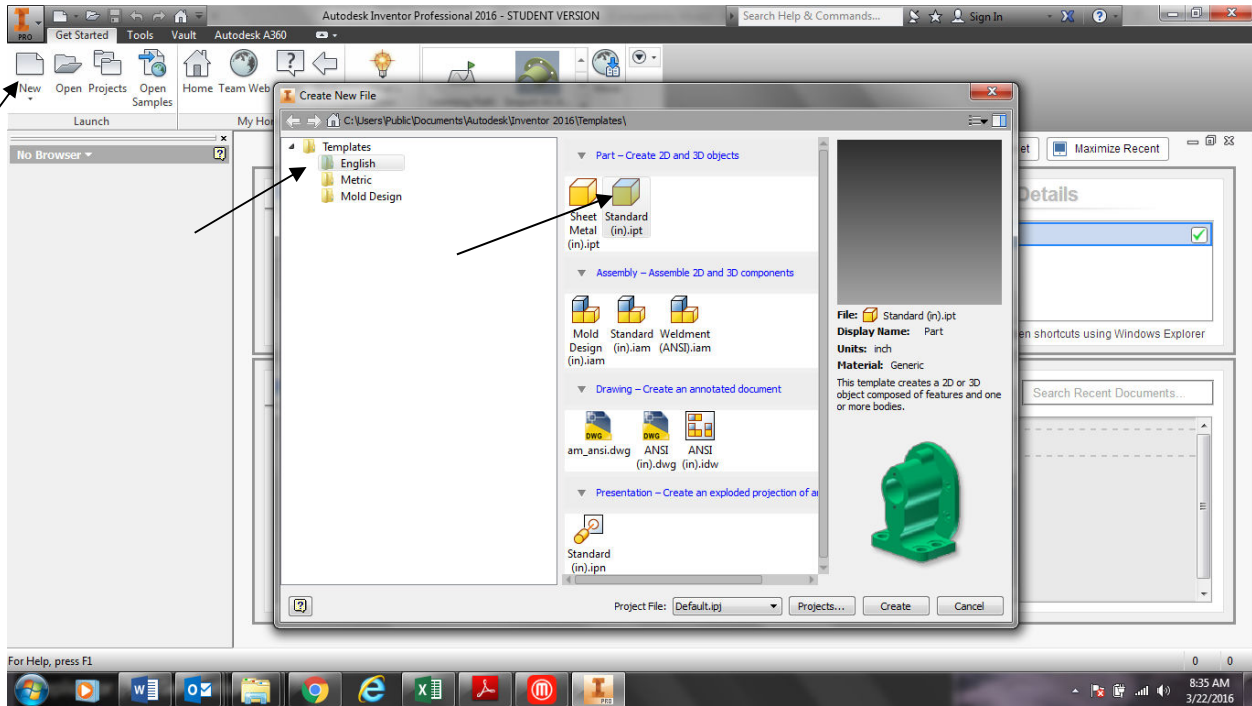 Autodesk Inventor Professional 2016 - STUDENT VERSION
Search Help & Commands...
Sign In
PRO
Get Started Tools Vault Autodesk A360
New Open Projects Open Samples Home Team Web
Launch
My Ho
No Browser
Create New File
C:\Users\Public\Documents\Autodesk\Inventor 2016\Templates\
Templates
English
Metric
Mold Design
Part – Create 2D and 3D objects
Sheet Metal (in).ipt
Standard (in).ipt
Assembly – Assemble 2D and 3D components
Mold Design (in).iam
Standard (in).iam
Weldment (ANSI).iam
Drawing – Create an annotated document
DWG
am_ansi.dwg
DWG
ANSI (in).dwg
ANSI (in).idw
Presentation – Create an exploded projection of a
Standard (in).ipn
File: Standard (in).ipt
Display Name: Part
Units: inch
Material: Generic
This template creates a 2D or 3D
object composed of features and one
or more bodies.
Project File: Default.ipj
Projects...
Create
Cancel
et
Maximize Recent
Details
en shortcuts using Windows Explorer
Search Recent Documents...
For Help, press F1
0 0
PRO
8:35 AM
3/22/2016